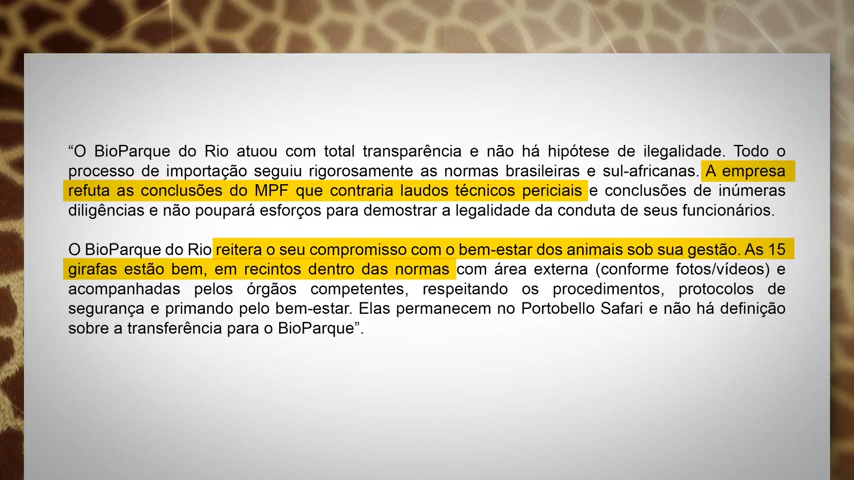 “O BioParque do Rio atuou com total transparência e não há hipótese de ilegalidade. Todo o
processo de importação seguiu rigorosamente as normas brasileiras e sul-africanas. A empresa
refuta as conclusões do MPF que contraria laudos técnicos periciais e conclusões de inúmeras
diligências e não poupará esforços para demostrar a legalidade da conduta de seus funcionários.
O BioParque do Rio reitera o seu compromisso com o bem-estar dos animais sob sua gestão. As 15
girafas estão bem, em recintos dentro das normas com área externa (conforme fotos/vídeos) e
acompanhadas pelos órgãos competentes, respeitando os procedimentos, protocolos de
segurança e primando pelo bem-estar. Elas permanecem no Portobello Safari e não há definição
sobre a transferência para o BioParque”.